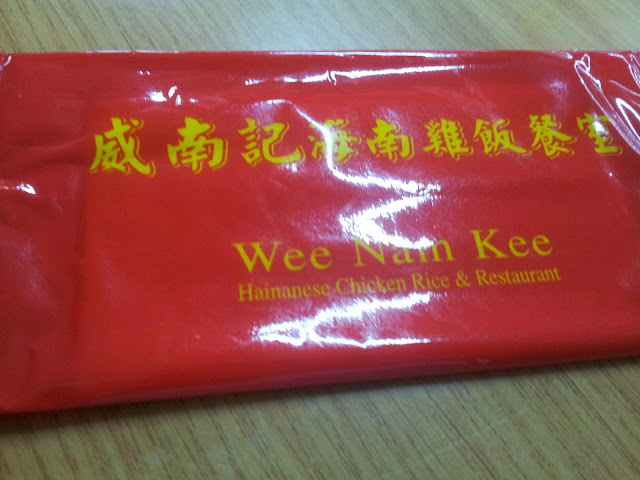 威南記海南雞飯餐室
Wee Nam Kee
Hainanese Chicken Rice & Restaurant